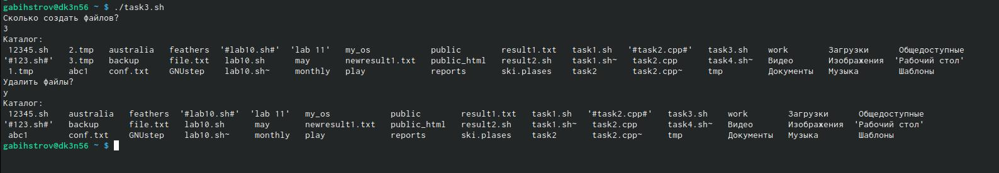 gabihstrov@dk3n56 ~ $ ./task3.sh
Сколько создать файлов?
3
Каталог:
12345.sh 2.tmp australia feathers '#lab10.sh#' 'lab 11' my_os public result1.txt task1.sh '#task2.cpp#' task3.sh work Загрузки Общедоступные
'#123.sh#' 3.tmp backup file.txt lab10.sh may newresult1.txt public_html result2.sh task1.sh~ task2.cpp task4.sh~ Видео Изображения 'Рабочий стол'
1.tmp abc1 conf.txt GNUstep lab10.sh~ monthly play reports ski.plases task2 task2.cpp~ tmp Документы Музыка Шаблоны
Удалить файлы?
y
Каталог:
12345.sh australia feathers '#lab10.sh#' 'lab 11' my_os public result1.txt task1.sh '#task2.cpp#' task3.sh work Загрузки Общедоступные
'#123.sh#' backup file.txt lab10.sh may newresult1.txt public_html result2.sh task1.sh~ task2.cpp task4.sh~ Видео Изображения 'Рабочий стол'
abc1 conf.txt GNUstep lab10.sh~ monthly play reports ski.plases task2 task2.cpp~ tmp Документы Музыка Шаблоны
gabihstrov@dk3n56 ~ $